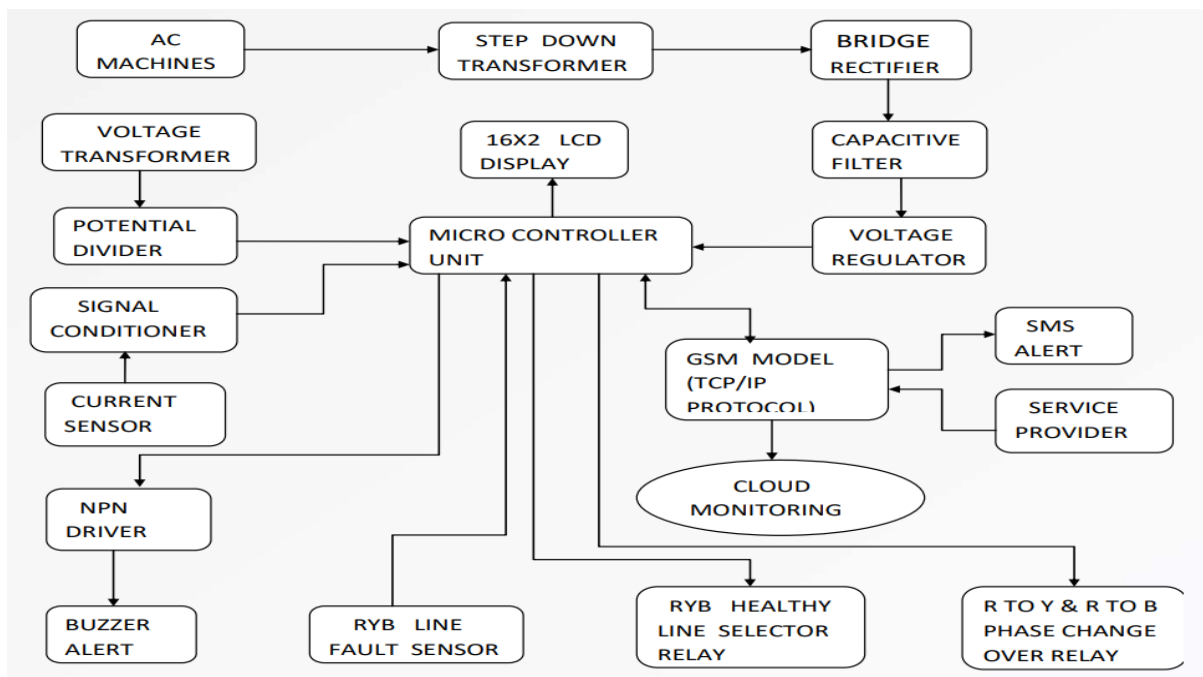 AC
MACHINES
STEP DOWN
TRANSFORMER
BRIDGE
RECTIFIER
VOLTAGE
TRANSFORMER
16X2 LCD
DISPLAY
CAPACITIVE
FILTER
POTENTIAL
DIVIDER
MICRO CONTROLLER
UNIT
VOLTAGE
REGULATOR
SIGNAL
CONDITIONER
GSM MODEL
(TCP/IP
PROTOCOL)
SMS
ALERT
CURRENT
SENSOR
SERVICE
PROVIDER
CLOUD
MONITORING
NPN
DRIVER
BUZZER
ALERT
RYB LINE
FAULT SENSOR
RYB HEALTHY
LINE SELECTOR
RELAY
R TO Y & R TO B
PHASE CHANGE
OVER RELAY